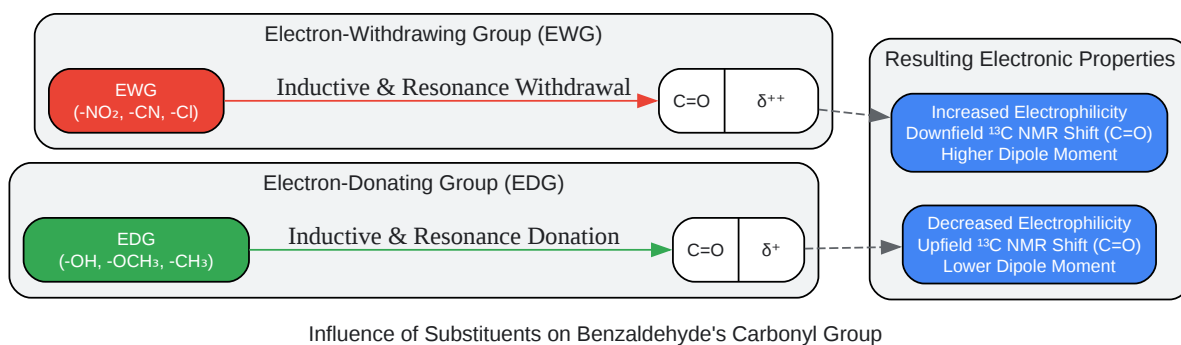 Electron-Withdrawing Group (EWG)
EWG
(-NO₂, -CN, -Cl)
Inductive & Resonance Withdrawal
C=O
δ⁺⁺
Electron-Donating Group (EDG)
EDG
(-OH, -OCH₃, -CH₃)
Inductive & Resonance Donation
C=O
δ⁺
Resulting Electronic Properties
Increased Electrophilicity
Downfield ¹³C NMR Shift (C=O)
Higher Dipole Moment
Decreased Electrophilicity
Upfield ¹³C NMR Shift (C=O)
Lower Dipole Moment
Influence of Substituents on Benzaldehyde's Carbonyl Group